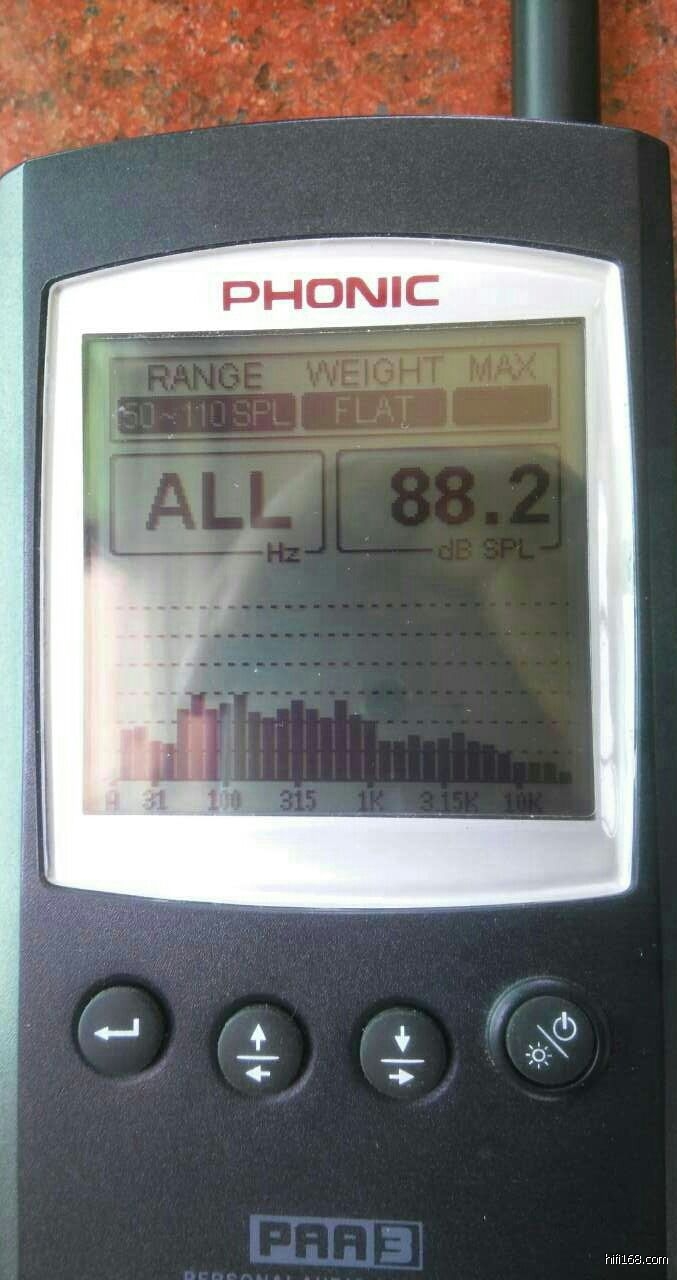 PHONIC
RANGE WEIGHT MAX
50~110 SPL FLAT
ALL 88.2
Hz dB SPL
A 31 100 315 1K 3.15K 10K
PAA3
hifi168.com